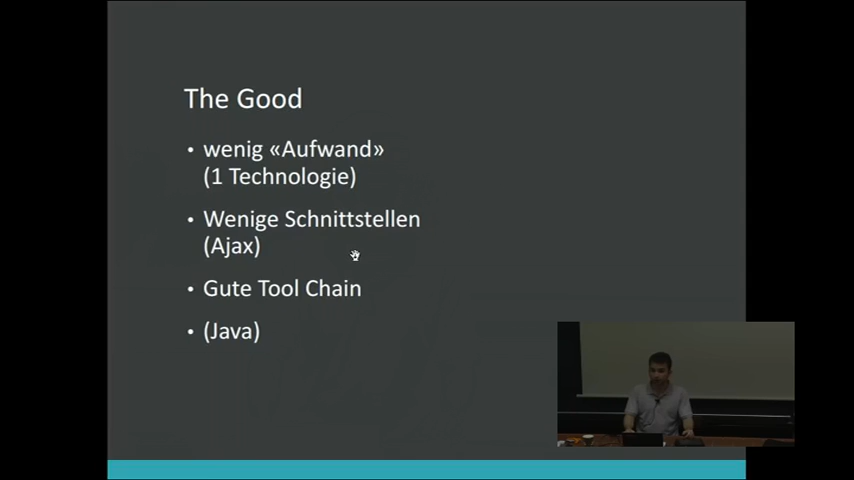 The Good
• wenig «Aufwand»
(1 Technologie)
• Wenige Schnittstellen
(Ajax)
• Gute Tool Chain
• (Java)